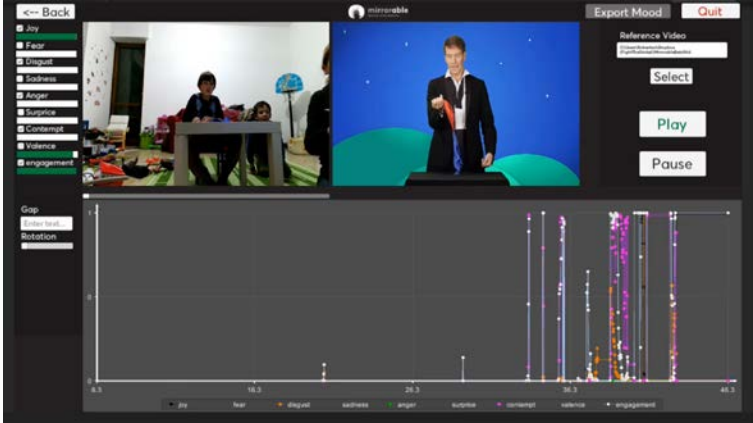 <-- Back
mirrorable
Export Mood
Quit
Joy
Fear
Disgust
Sadness
Anger
Surprise
Contempt
Valence
engagement
Reference Video
Select
Play
Pause
Gap
Enter text...
Rotation
1
0
0
6.3
16.3
26.3
36.3
46.3
joy fear disgust sadness anger surprise contempt valence engagement